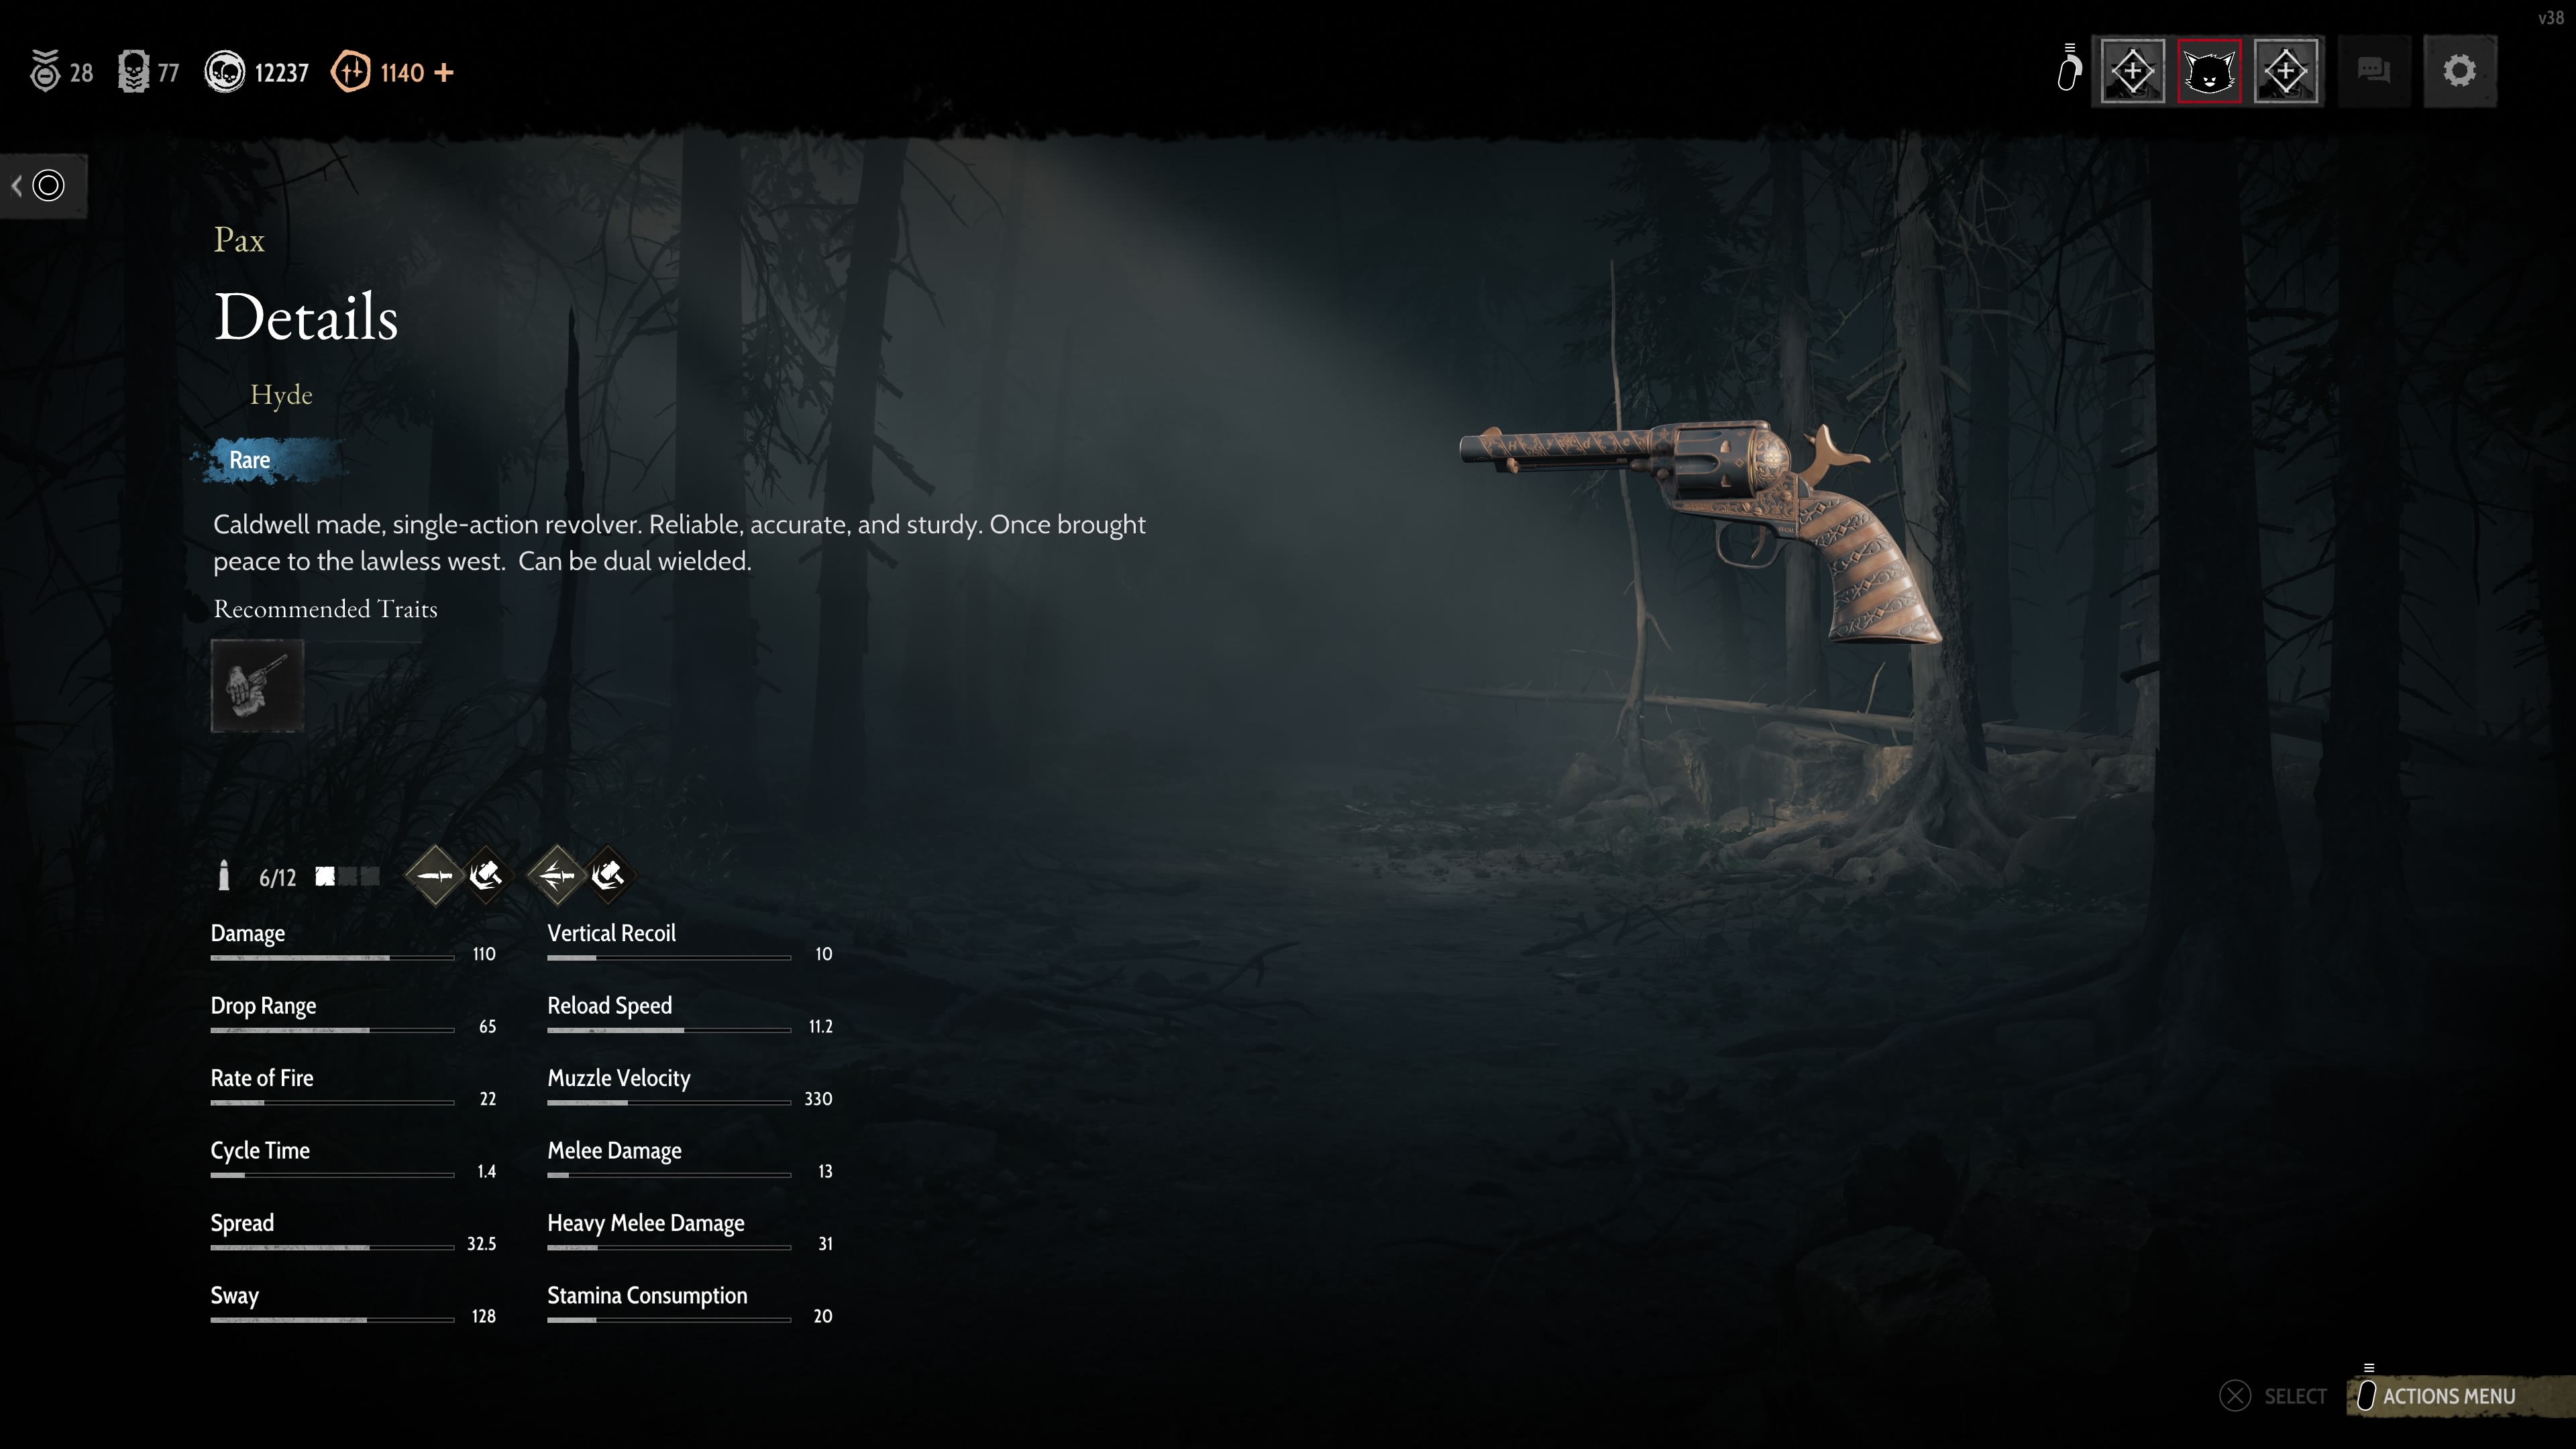 v38
28
77
12237
1140 +
Pax
Details
Hyde
Rare
Caldwell made, single-action revolver. Reliable, accurate, and sturdy. Once brought
peace to the lawless west.  Can be dual wielded.
Recommended Traits
6/12
Damage
110
Vertical Recoil
10
Drop Range
65
Reload Speed
11.2
Rate of Fire
22
Muzzle Velocity
330
Cycle Time
1.4
Melee Damage
13
Spread
32.5
Heavy Melee Damage
31
Sway
128
Stamina Consumption
20
SELECT
ACTIONS MENU